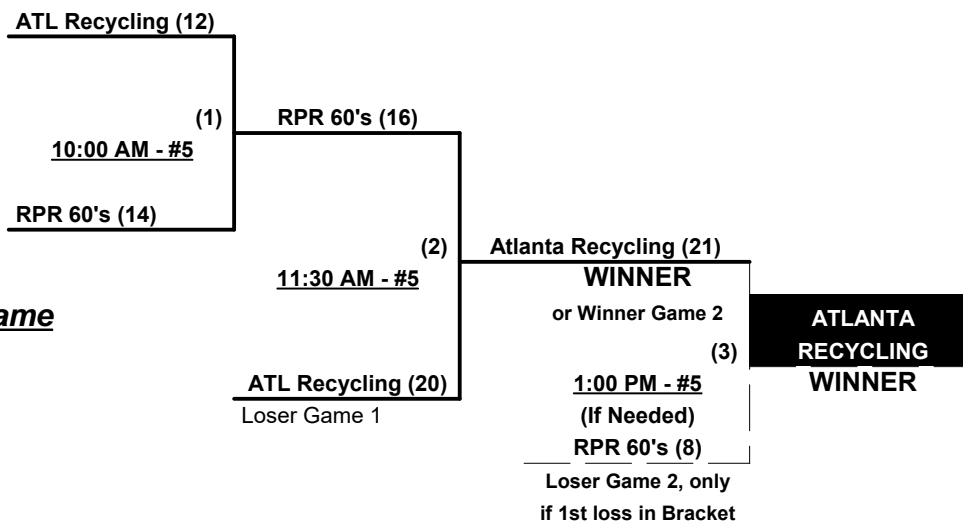 ATL Recycling (12)
(1)
RPR 60's (16)
10:00 AM - #5
RPR 60's (14)
(2)
Atlanta Recycling (21)
11:30 AM - #5
WINNER
or Winner Game 2
ATLANTA
(3)
RECYCLING
ATL Recycling (20)
1:00 PM - #5
WINNER
Loser Game 1
(If Needed)
RPR 60's (8)
Loser Game 2, only
if 1st loss in Bracket